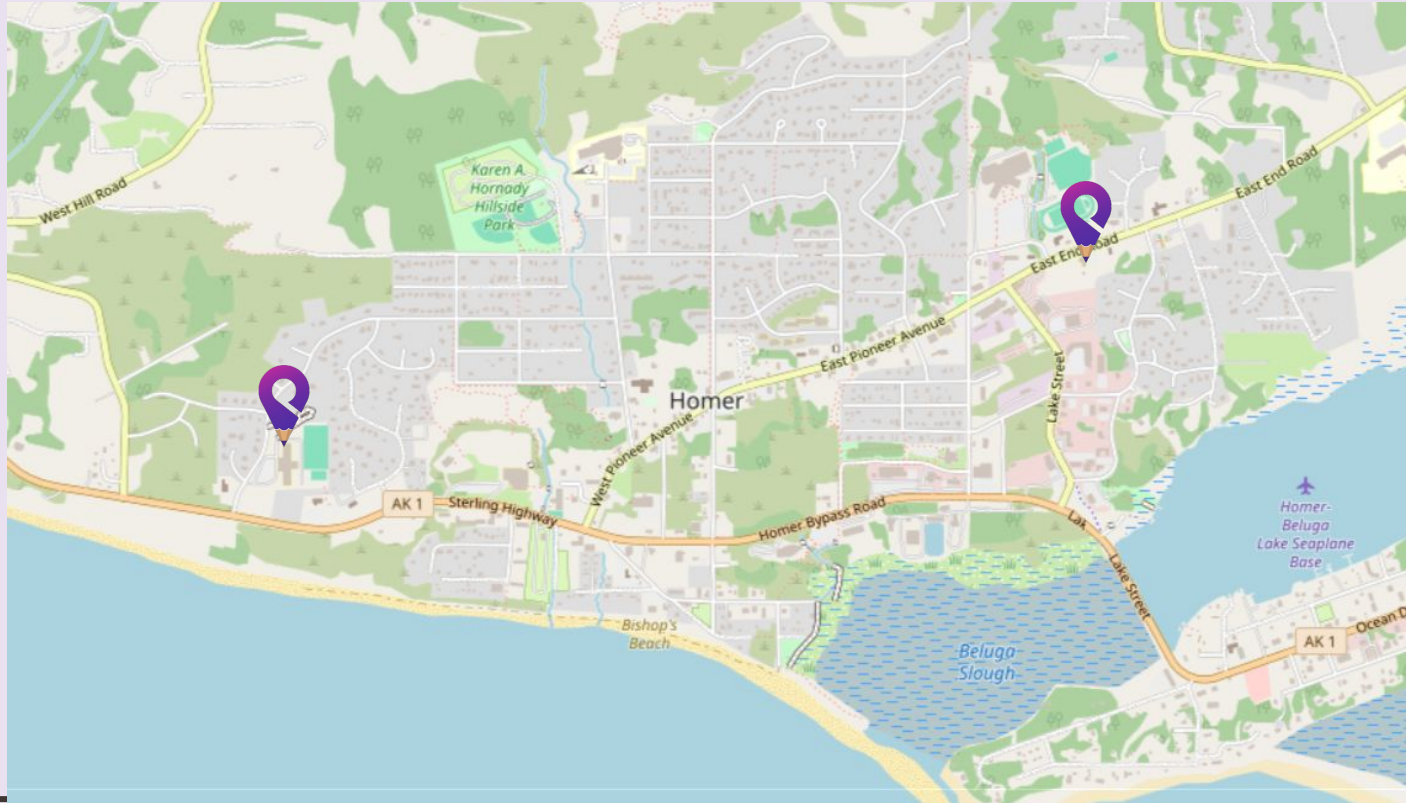 West Hill Road
Karen A.
Hornady
Hillside
Park
East End Road
East End Road
East Pioneer Avenue
Lake Street
Homer
West Pioneer Avenue
AK 1
Sterling Highway
Homer Bypass Road
Lak
Lake Street
Homer-
Beluga
Lake Seaplane
Base
Bishop's
Beach
Beluga
Slough
AK 1
Ocean D